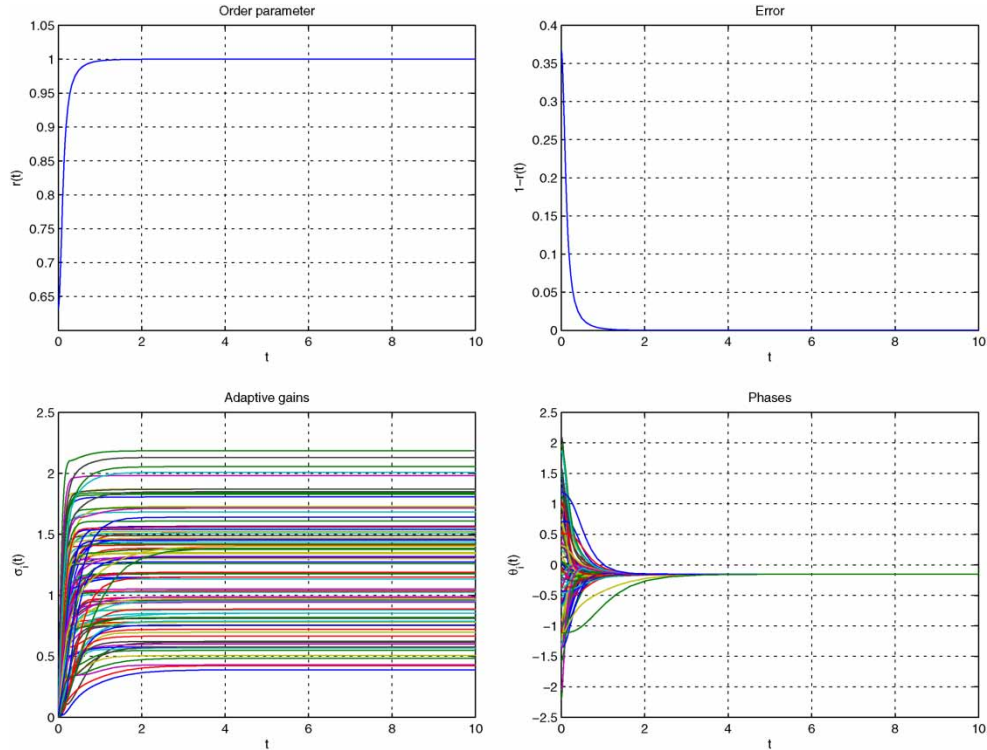 Order parameter
1.05
1
0.95
0.9
0.85
0.8
0.75
0.7
0.65
r(t)
0 2 4 6 8 10
t
Error
0.4
0.35
0.3
0.25
0.2
0.15
0.1
0.05
0
1−r(t)
0 2 4 6 8 10
t
Adaptive gains
2.5
2
1.5
1
0.5
0
σi(t)
0 2 4 6 8 10
t
Phases
2.5
2
1.5
1
0.5
0
−0.5
−1
−1.5
−2
−2.5
θi(t)
0 2 4 6 8 10
t